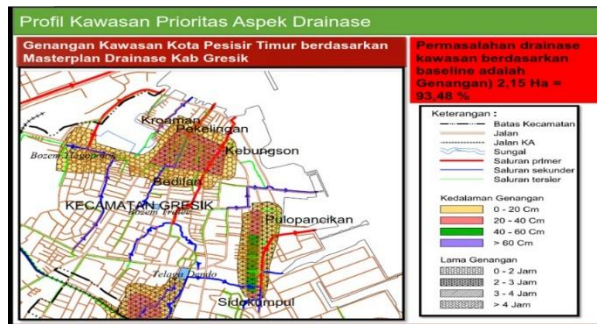 Profil Kawasan Prioritas Aspek Drainase
Genangan Kawasan Kota Pesisir Timur berdasarkan
Masterplan Drainase Kab Gresik
Permasalahan drainase
kawasan berdasarkan
baseline adalah
Genangan) 2,15 Ha =
93,48 %
Kroaman
Pekelingan
Kebungson
Bedilan
KECAMATAN GRESIK
Pulopancikan
Telaga Dendo
Sidokumpul
Keterangan :
Batas Kecamatan
Jalan
Jalan KA
Sungai
Saluran primer
Saluran sekunder
Saluran tersier
Kedalaman Genangan
0 - 20 Cm
20 - 40 Cm
40 - 60 Cm
> 60 Cm
Lama Genangan
0 - 2 Jam
2 - 3 Jam
3 - 4 Jam
> 4 Jam